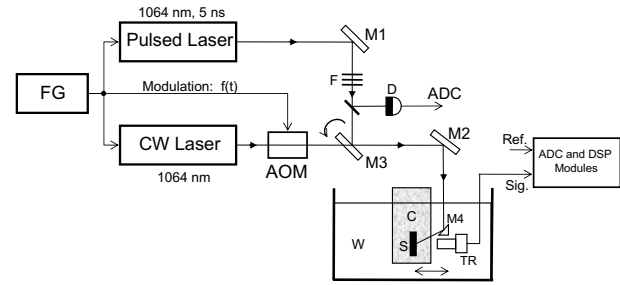 1064 nm, 5 ns
Pulsed Laser
M1
F
D
ADC
FG
Modulation: f(t)
CW Laser
AOM
M3
M2
1064 nm
Ref.
ADC and DSP
Modules
Sig.
C
M4
W
S
TR